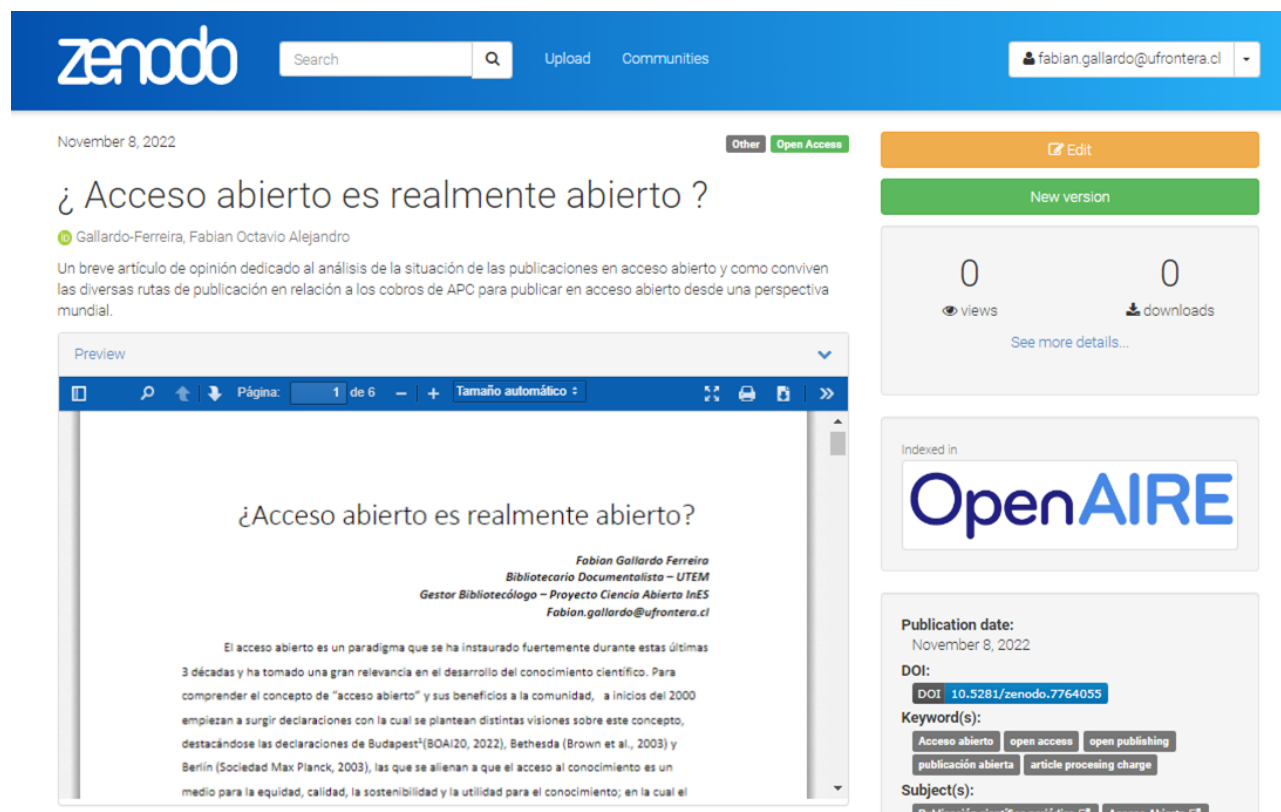 zenodo
Search
Upload
Communities
fabian.gallardo@ufrontera.cl
November 8, 2022
Other
Open Access
¿ Acceso abierto es realmente abierto ?
iD Gallardo-Ferreira, Fabian Octavio Alejandro
Un breve artículo de opinión dedicado al análisis de la situación de las publicaciones en acceso abierto y como conviven
las diversas rutas de publicación en relación a los cobros de APC para publicar en acceso abierto desde una perspectiva
mundial.
Preview
Página: 1 de 6 − + Tamaño automático
¿Acceso abierto es realmente abierto?
Fabian Gallardo Ferreira
Bibliotecario Documentalista – UTEM
Gestor Bibliotecólogo – Proyecto Ciencia Abierta InES
Fabian.gallardo@ufrontera.cl
El acceso abierto es un paradigma que se ha instaurado fuertemente durante estas últimas
3 décadas y ha tomado una gran relevancia en el desarrollo del conocimiento científico. Para
comprender el concepto de “acceso abierto” y sus beneficios a la comunidad, a inicios del 2000
empiezan a surgir declaraciones con la cual se plantean distintas visiones sobre este concepto,
destacándose las declaraciones de Budapest¹(BOAI20, 2022), Bethesda (Brown et al., 2003) y
Berlín (Sociedad Max Planck, 2003), las que se alienan a que el acceso al conocimiento es un
medio para la equidad, calidad, la sostenibilidad y la utilidad para el conocimiento; en la cual el
Edit
New version
0
views
0
downloads
See more details...
Indexed in
OpenAIRE
Publication date:
November 8, 2022
DOI:
DOI 10.5281/zenodo.7764055
Keyword(s):
Acceso abierto
open access
open publishing
publicación abierta
article procesing charge
Subject(s):